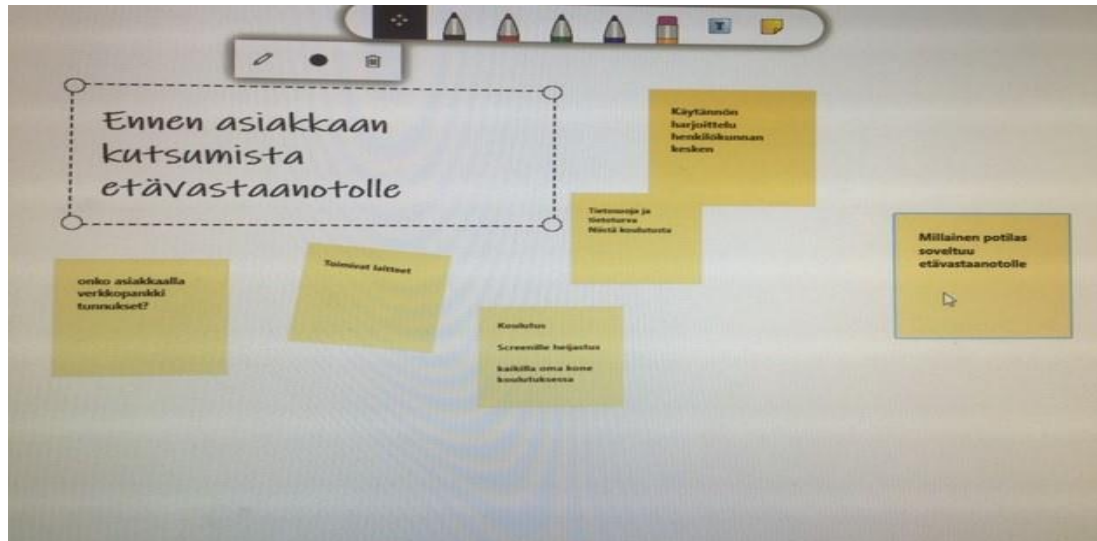 Ennen asiakkaan
kutsumista
etävastaanotolle
Käytännön
harjoittelu
henkilökunnan
kesken
Tietosuoja ja
tietoturva
Näistä koulutusta
Millainen potilas
soveltuu
etävastaanotolle
onko asiakkaalla
verkkopankki
tunnukset?
Toimivat laitteet
Koulutus
Screenille heijastus
kaikilla oma kone
koulutuksessa